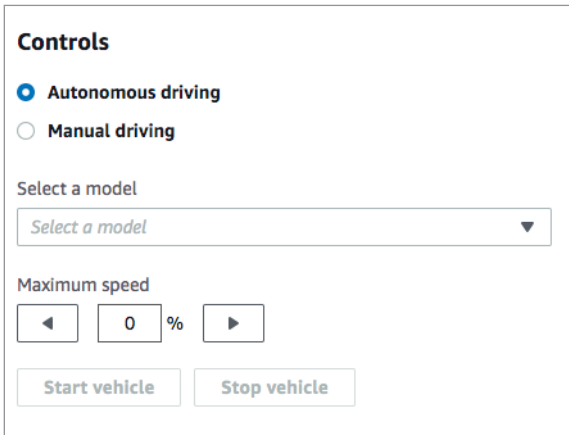 Controls
Autonomous driving
Manual driving
Select a model
Select a model
Maximum speed
0 %
Start vehicle Stop vehicle